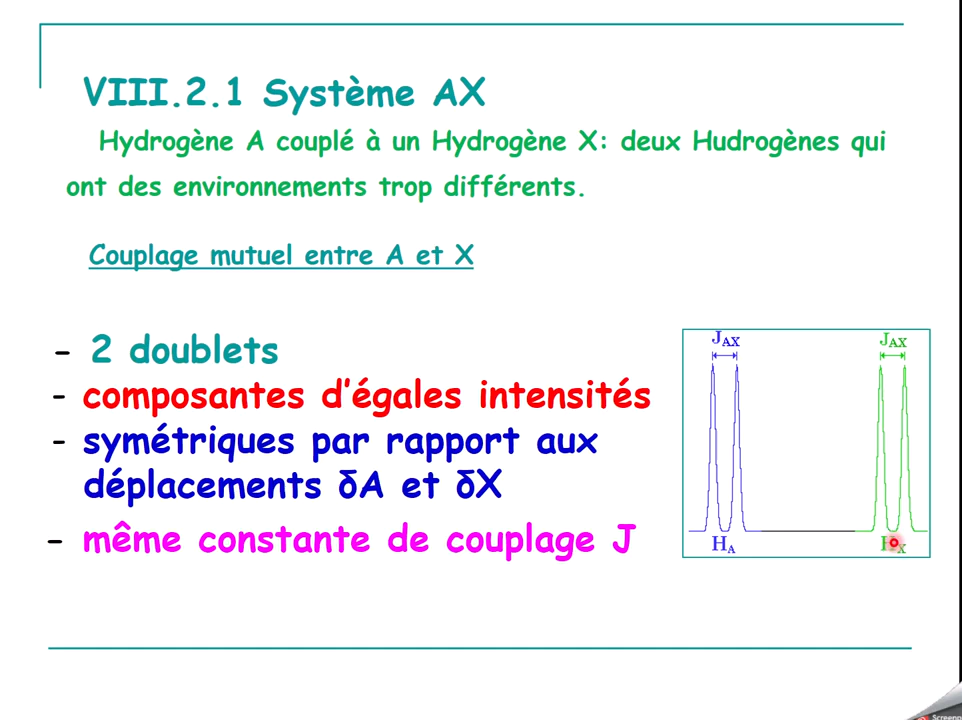 VIII.2.1 Système AX
Hydrogène A couplé à un Hydrogène X: deux Hudrogènes qui
ont des environnements trop différents.
Couplage mutuel entre A et X
- 2 doublets
- composantes d'égales intensités
- symétriques par rapport aux
déplacements δA et δX
- même constante de couplage J
JAX JAX
HA